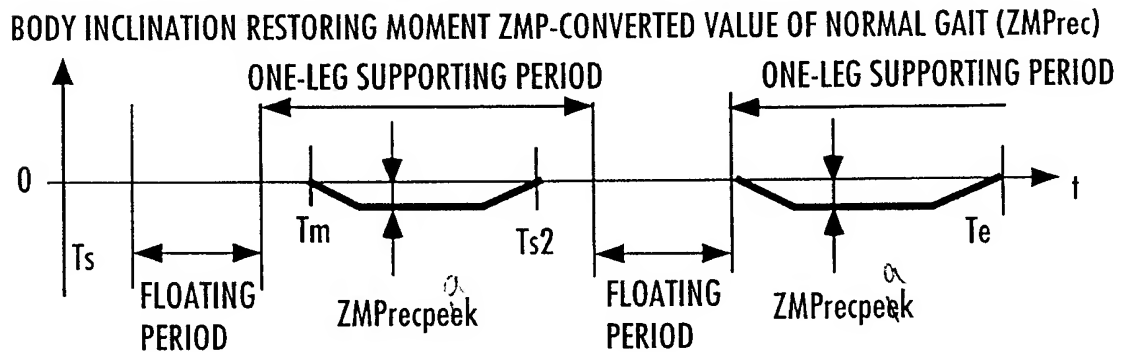 BODY INCLINATION RESTORING MOMENT ZMP-CONVERTED VALUE OF NORMAL GAIT (ZMPrec)
ONE-LEG SUPPORTING PERIOD
ONE-LEG SUPPORTING PERIOD
0
t
Ts
Tm
Ts2
Te
FLOATING
PERIOD
a
ZMPrecpeek
FLOATING
PERIOD
a
ZMPrecpeek